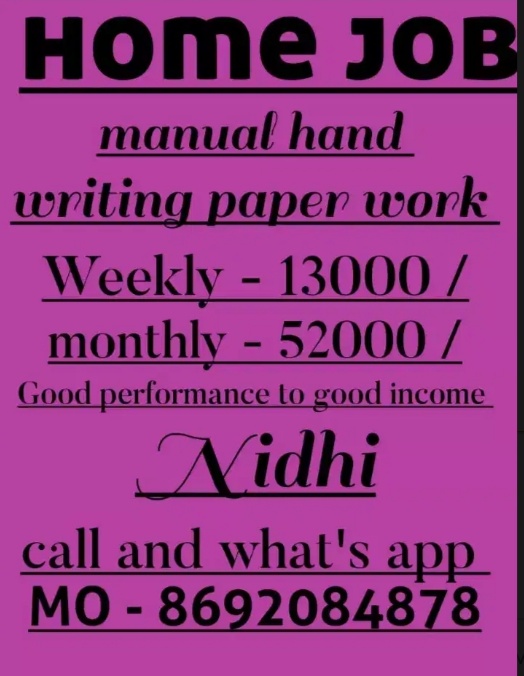 Home JOB
manual hand
writing paper work
Weekly - 13000 /
monthly - 52000 /
Good performance to good income
Nidhi
call and what's app
MO - 8692084878